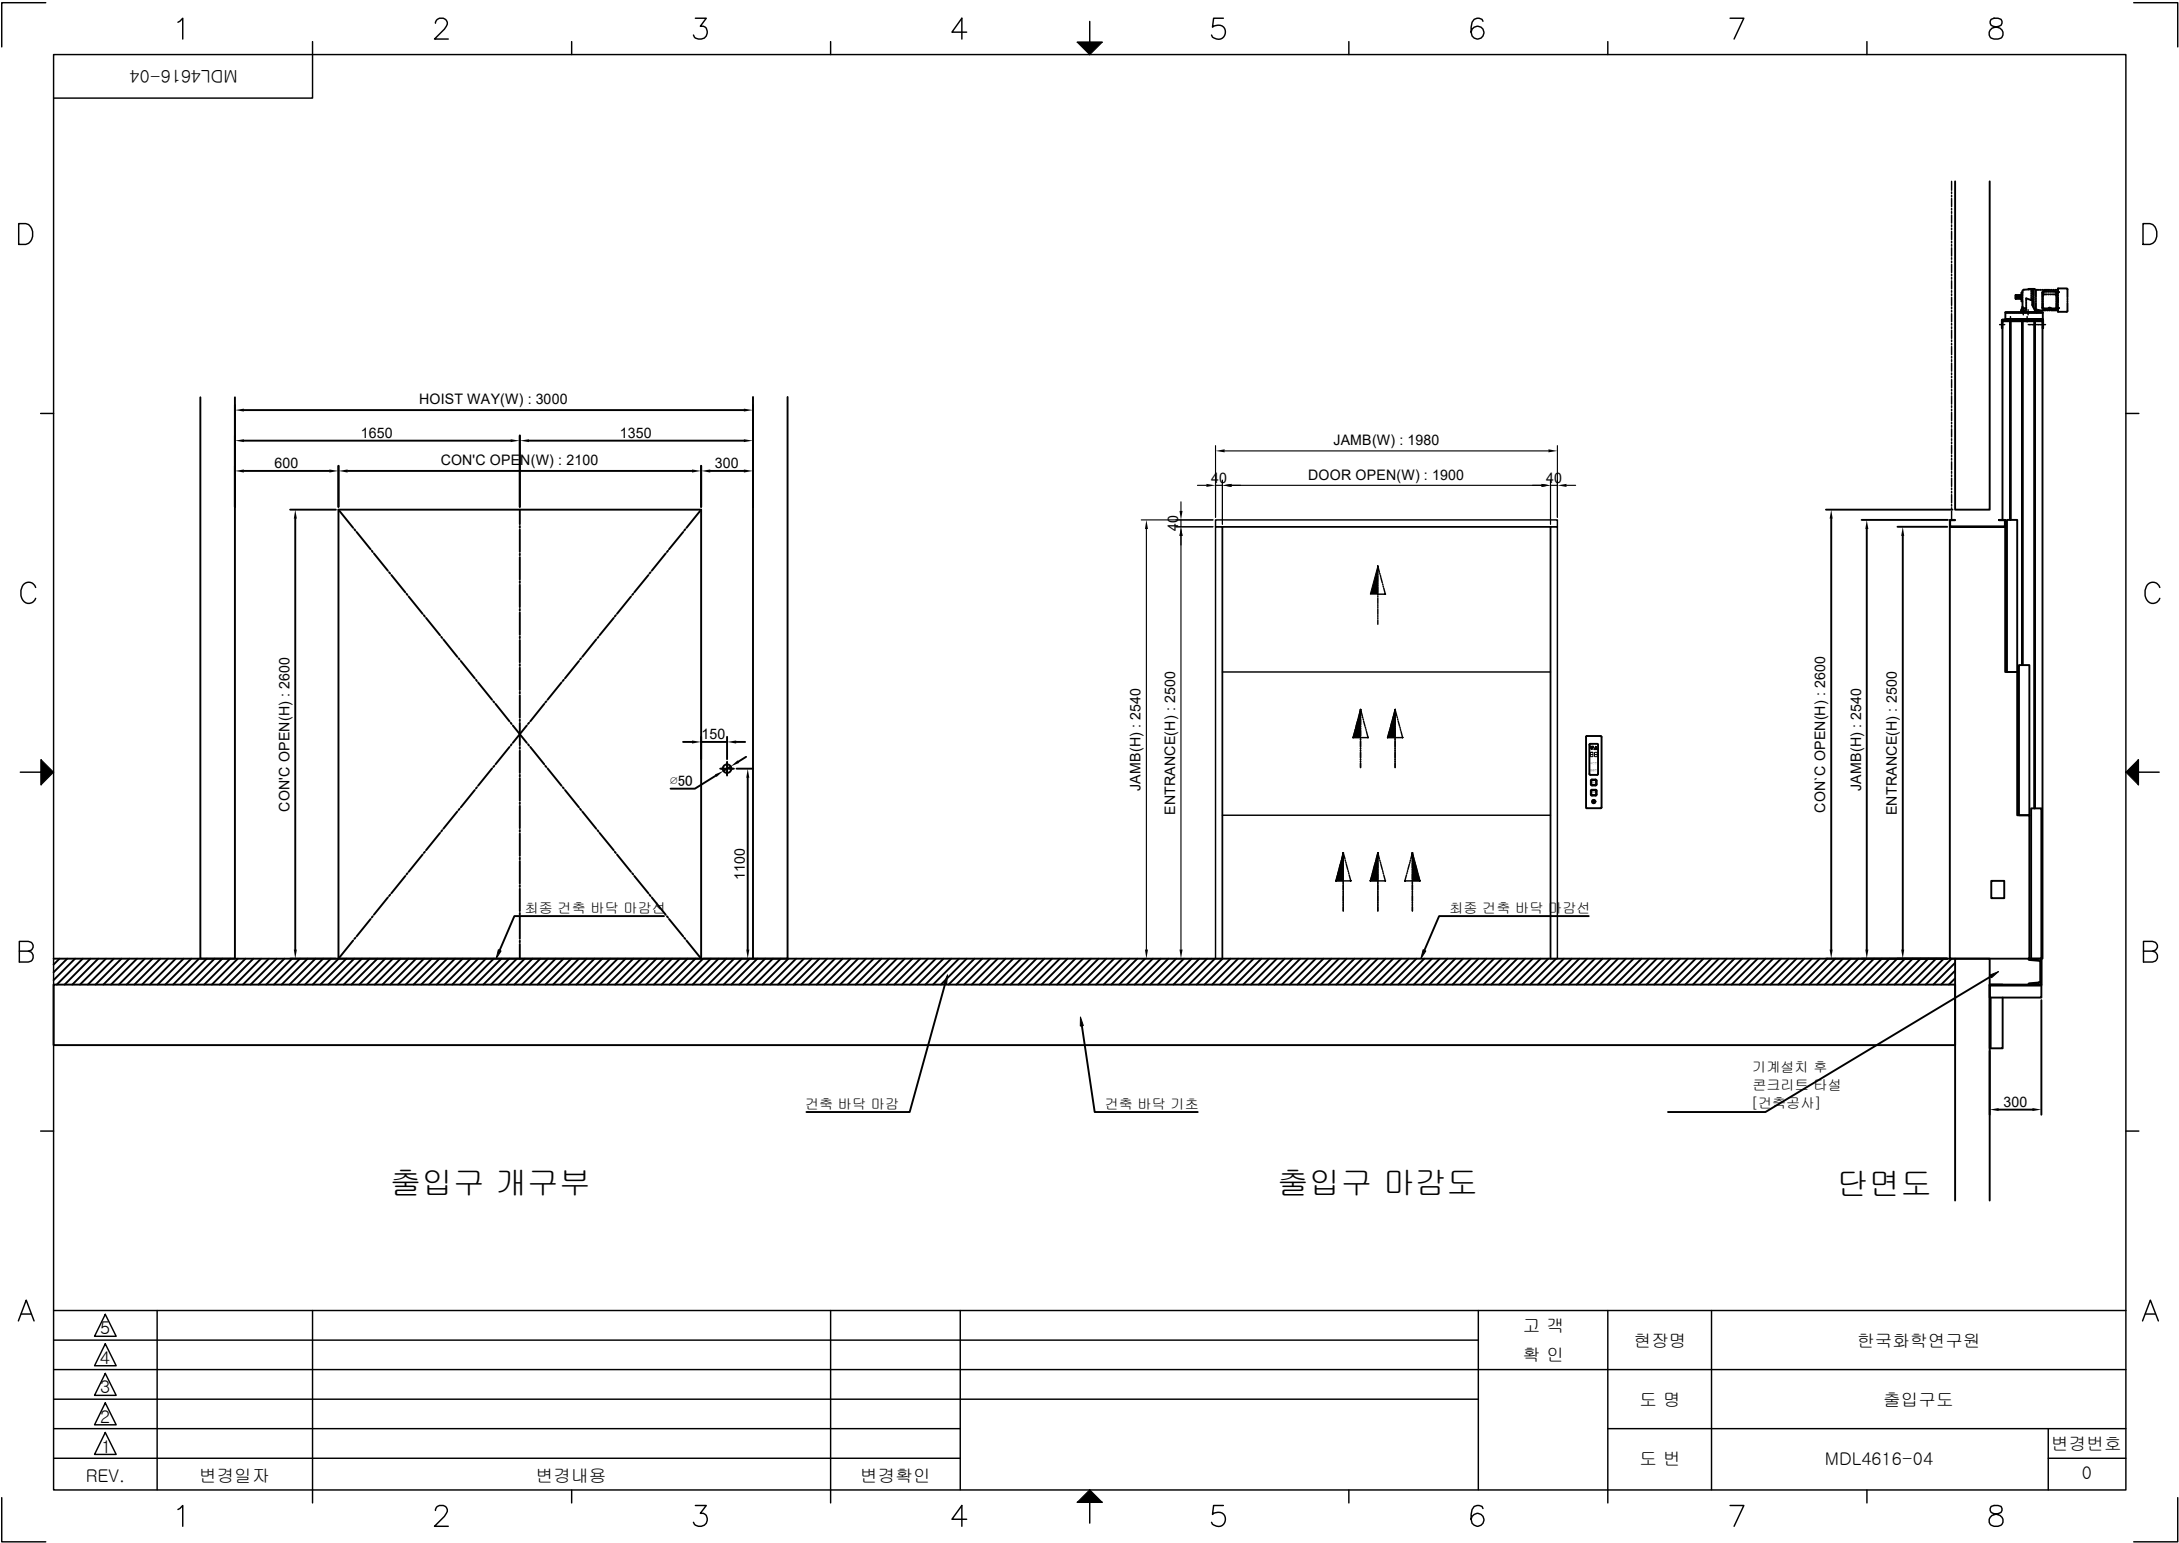 1 2 3 4 5 6 7 8
MDL4616-04
D D
HOIST WAY(W) : 3000
1650 1350
600 CON'C OPEN(W) : 2100 300
CON'C OPEN(H) : 2600
150
⌀50
1100
최종 건축 바닥 마감선
JAMB(W) : 1980
40 DOOR OPEN(W) : 1900 40
40
JAMB(H) : 2540
ENTRANCE(H) : 2500
최종 건축 바닥 마감선
CON'C OPEN(H) : 2600
JAMB(H) : 2540
ENTRANCE(H) : 2500
C C
B B
건축 바닥 마감
건축 바닥 기초
기계설치 후
콘크리트 타설
[건축공사]
300
출입구 개구부
출입구 마감도
단면도
A A
5
4
3
2
1
REV. 변경일자 변경내용 변경확인
고 객
확 인
현장명 한국화학연구원
도 명 출입구도
도 번 MDL4616-04
변경번호
0
1 2 3 4 5 6 7 8